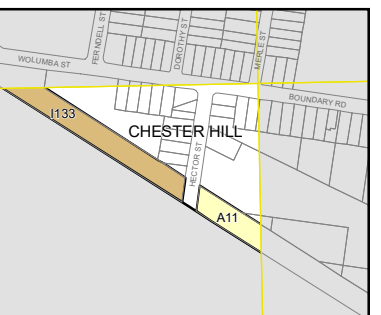 FERNDELL ST
DOROTHY ST
MERLE ST
WOLUMBA ST
BOUNDARY RD
I133
CHESTER HILL
HECTOR ST
A11